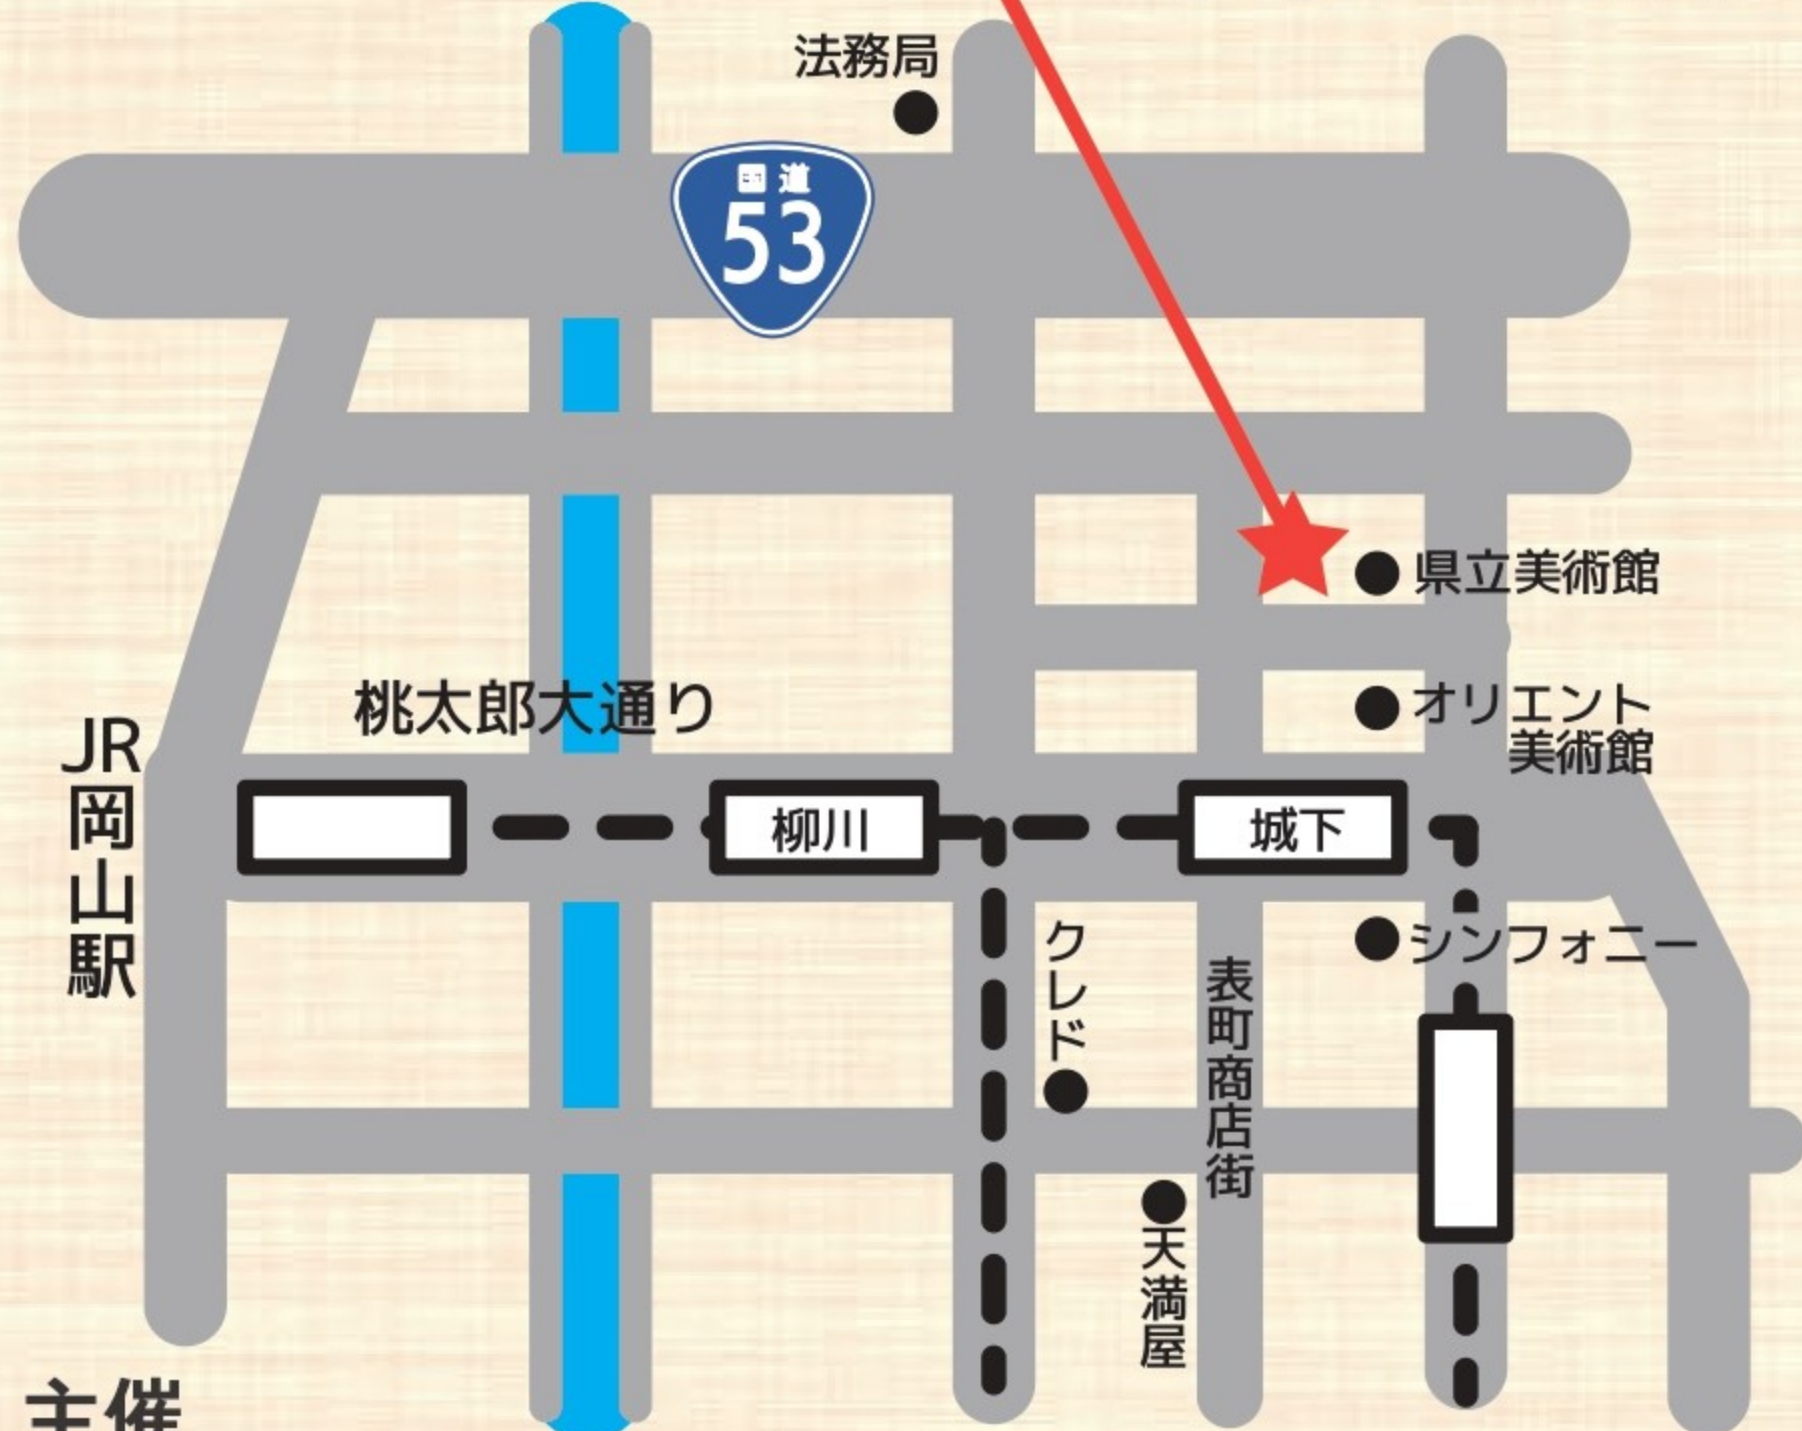 法務局
国道
53
県立美術館
桃太郎大通り
オリエント
美術館
JR岡山駅
柳川
城下
シンフォニー
クレド
表町商店街
天満屋
主催